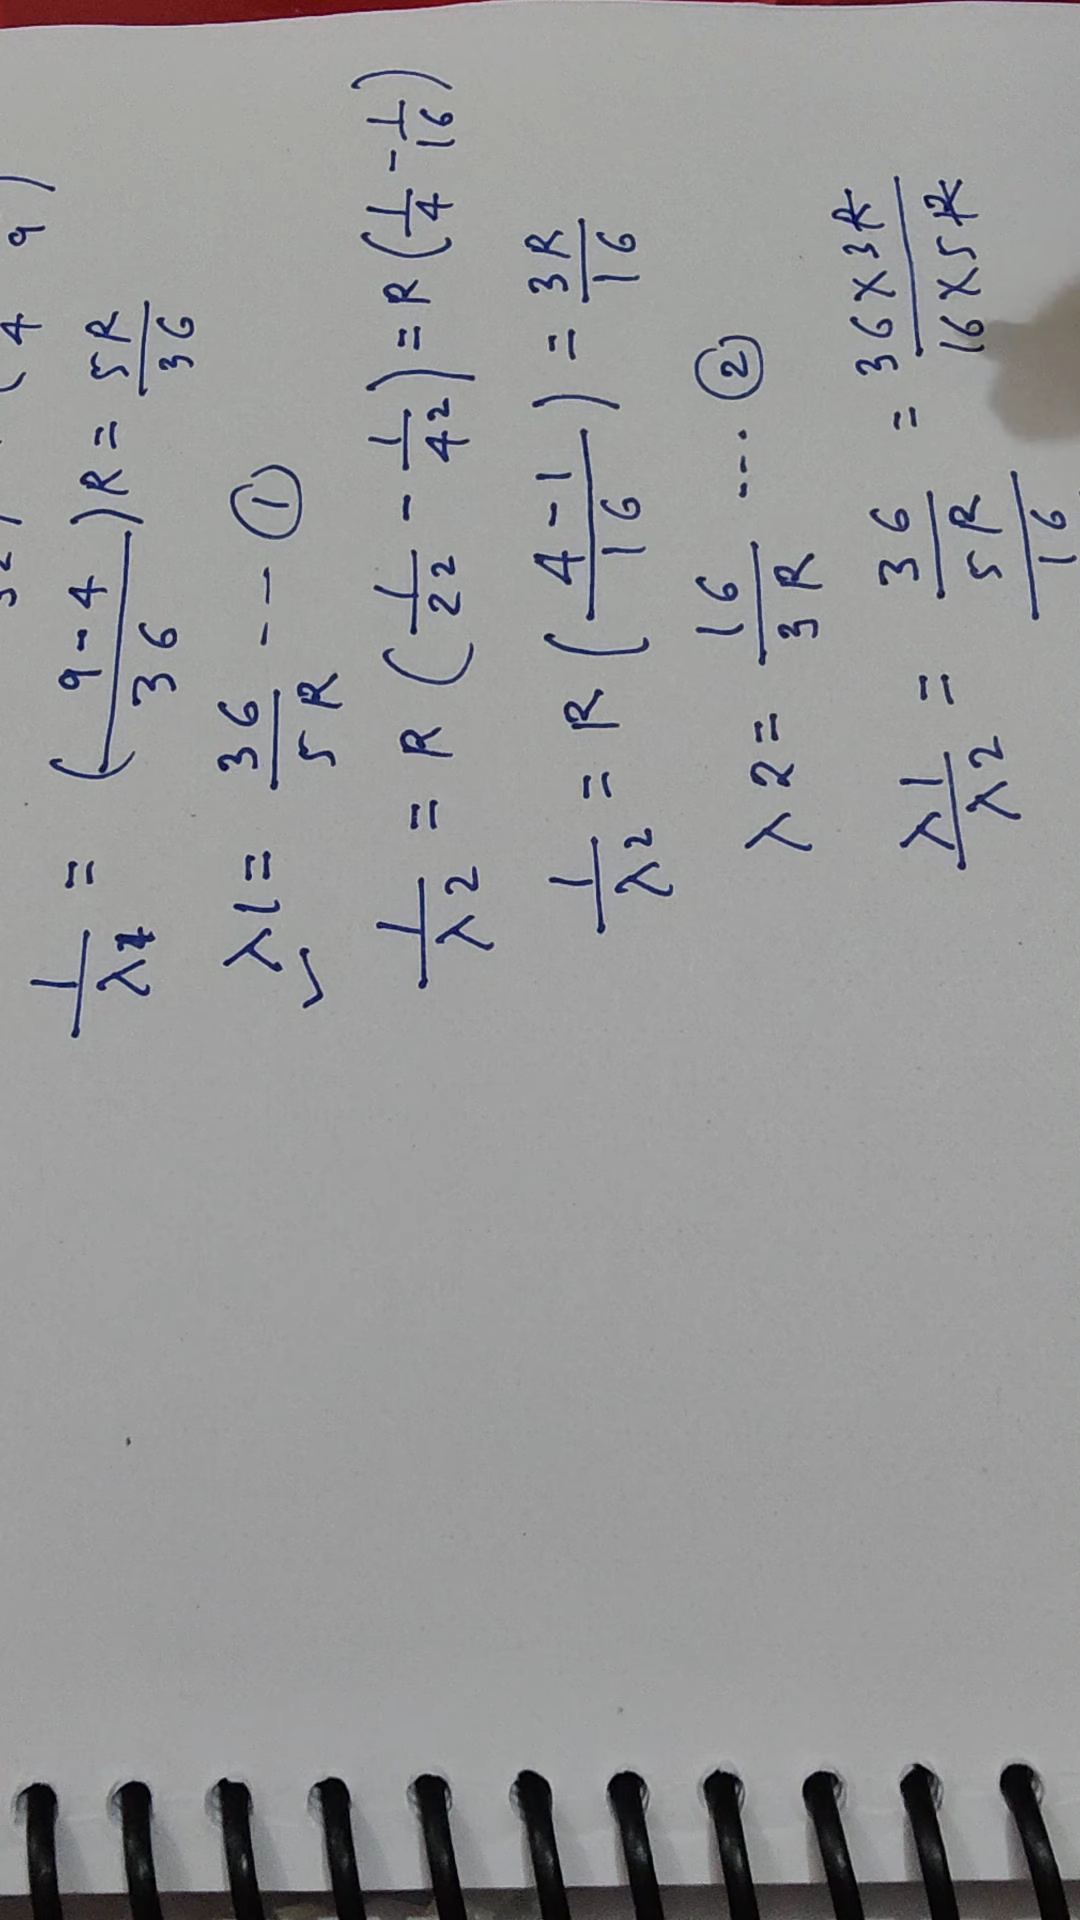 4 9 )
1/λ1 = (9-4/36)R = 5R/36
λ1 = 36/5R --- ①
1/λ2 = R (1/2² - 1/4²) = R (1/4 - 1/16)
1/λ2 = R (4-1/16) = 3R/16
λ2 = 16/3R ---. ②
λ1/λ2 = 36/5R/16 = 36×3R/16×5R